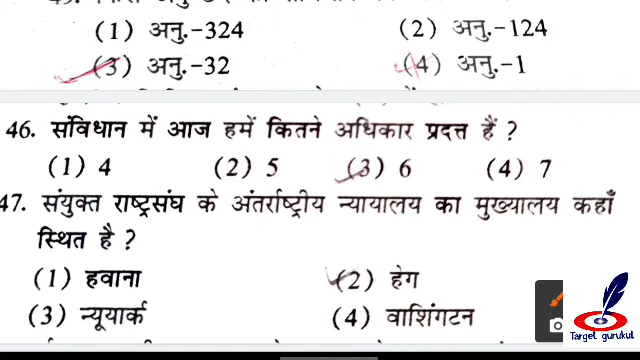 (1) अनु.-324 (2) अनु.-124
(3) अनु.-32 (4) अनु.-1
46. संविधान में आज हमें कितने अधिकार प्रदत्त हैं ?
(1) 4 (2) 5 (3) 6 (4) 7
47. संयुक्त राष्ट्रसंघ के अंतर्राष्ट्रीय न्यायालय का मुख्यालय कहाँ
स्थित है ?
(1) हवाना (2) हेग
(3) न्यूयार्क (4) वाशिंगटन
Target gurukul